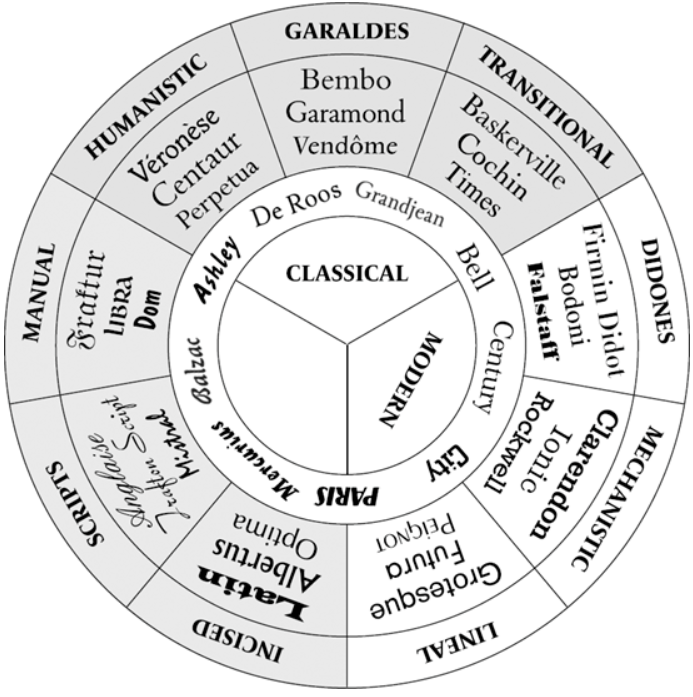 GARALDES
Bembo
Garamond
Vendôme
TRANSITIONAL
Baskerville
Cochin
Times
DIDONES
Firmin Didot
Bodoni
Falstaff
MECHANISTIC
Clarendon
Ionic
Rockwell
LINEAL
Grotesque
Futura
PEIGNOT
INCISED
Latin
Albertus
Optima
SCRIPTS
Anglaise
Trafton Script
Mistral
MANUAL
Fraktur
LIBRA
Dom
HUMANISTIC
Véronèse
Centaur
Perpetua
De Roos
Grandjean
Bell
Century
City
PARIS
Mercurius
Balzac
Ashley
CLASSICAL
MODERN